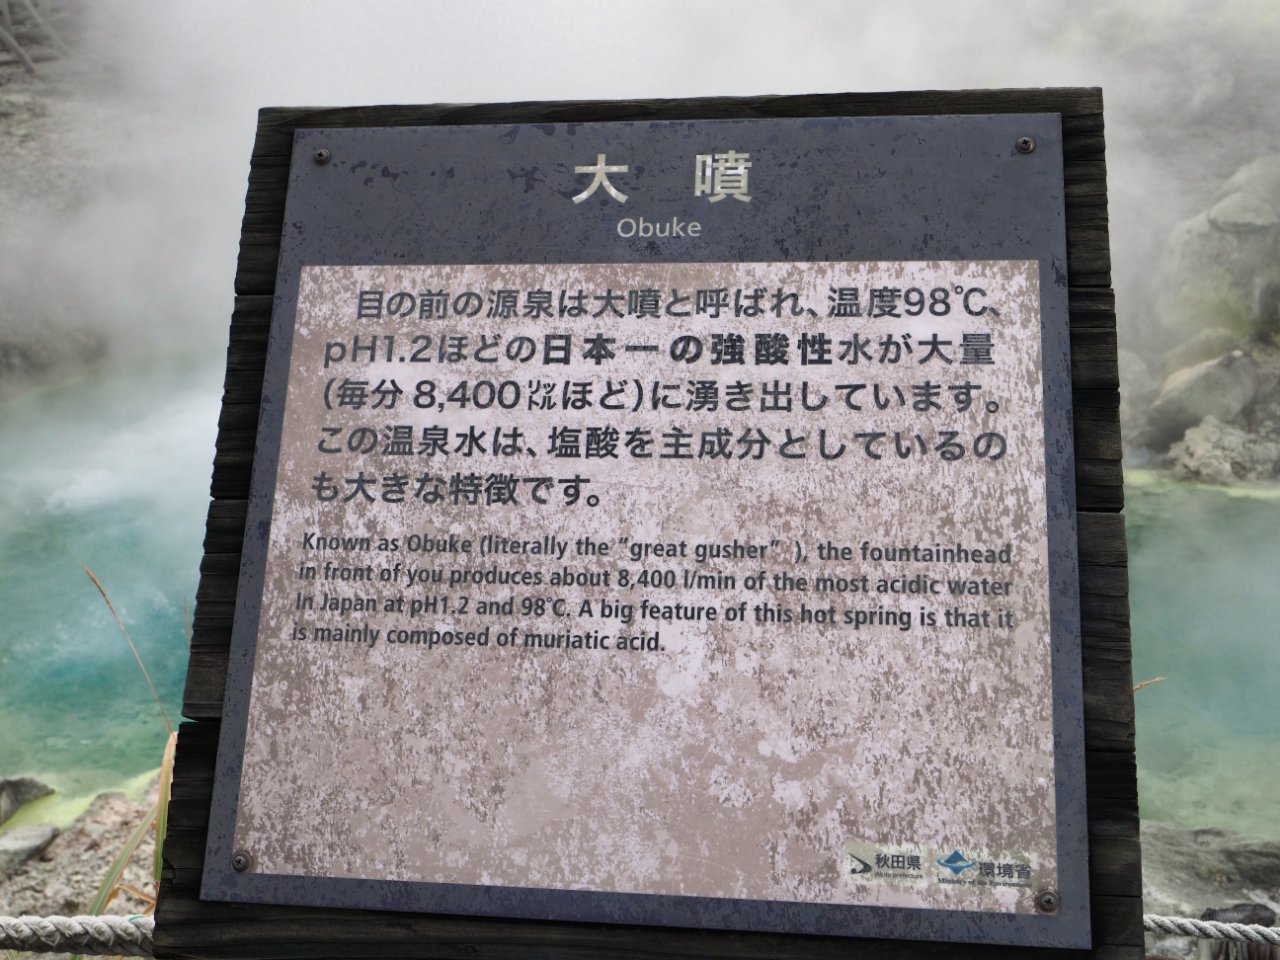 大 噴
Obuke
目の前の源泉は大噴と呼ばれ、温度98℃、
pH1.2ほどの日本一の強酸性水が大量
(毎分 8,400㍑ほど)に湧き出しています。
この温泉水は、塩酸を主成分としているの
も大きな特徴です。
Known as Obuke (literally the “great gusher” ), the fountainhead
in front of you produces about 8,400 l/min of the most acidic water
In Japan at pH1.2 and 98℃. A big feature of this hot spring is that it
is mainly composed of muriatic acid.
秋田県
Akita prefecture
環境省
Ministry of the Environment